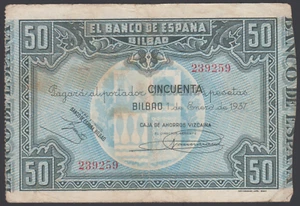 EL BANCO DE ESPAÑA
50 BILBAO 50
239259
Pagará al portador CINCUENTA pesetas
BILBAO 1 de Enero de 1937
CAJA DE AHORROS VIZCAINA
239259
50 50
BANCO DE ESPAÑA